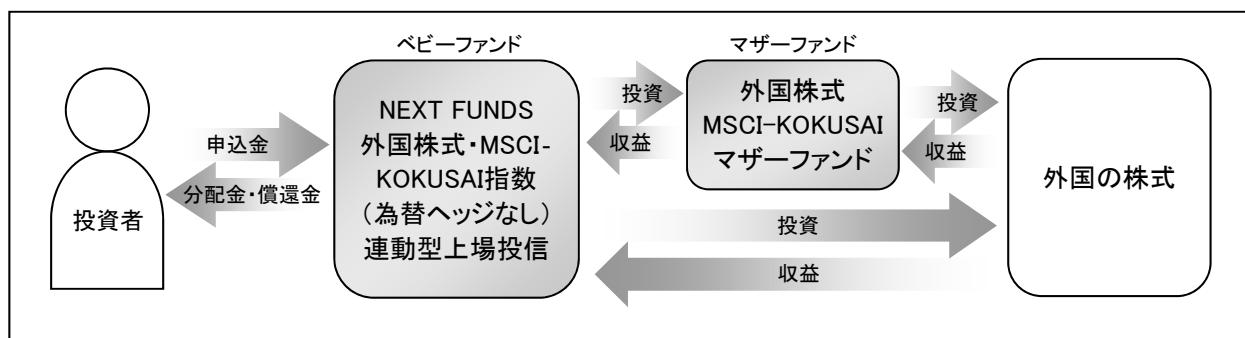 ベビーファンド
マザーファンド
NEXT FUNDS
外国株式・MSCI-
KOKUSAI指数
（為替ヘッジなし）
連動型上場投信
外国株式
MSCI-KOKUSAI
マザーファンド
投資
収益
投資
収益
申込金
分配金・償還金
投資者
外国の株式
投資
収益